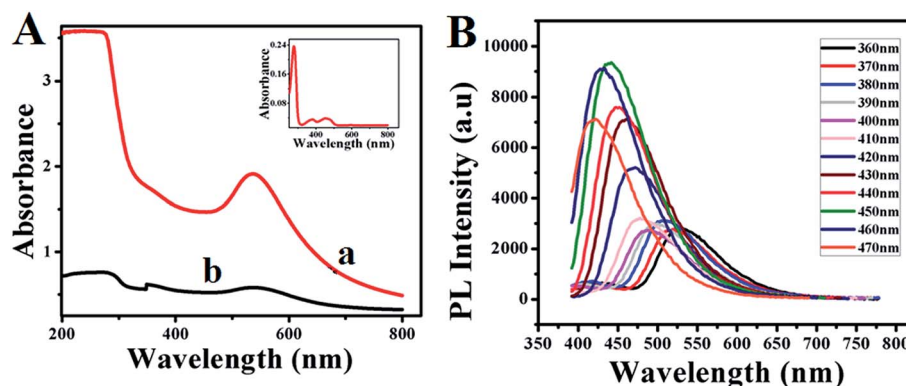 A
Absorbance
3
2
1
200
400
600
800
Wavelength (nm)
a
b
Absorbance
0.24
0.16
0.08
400
600
800
Wavelength (nm)
B
PL Intensity (a.u)
10000
8000
6000
4000
2000
0
350
400
450
500
550
600
650
700
750
800
Wavelength (nm)
360nm
370nm
380nm
390nm
400nm
410nm
420nm
430nm
440nm
450nm
460nm
470nm